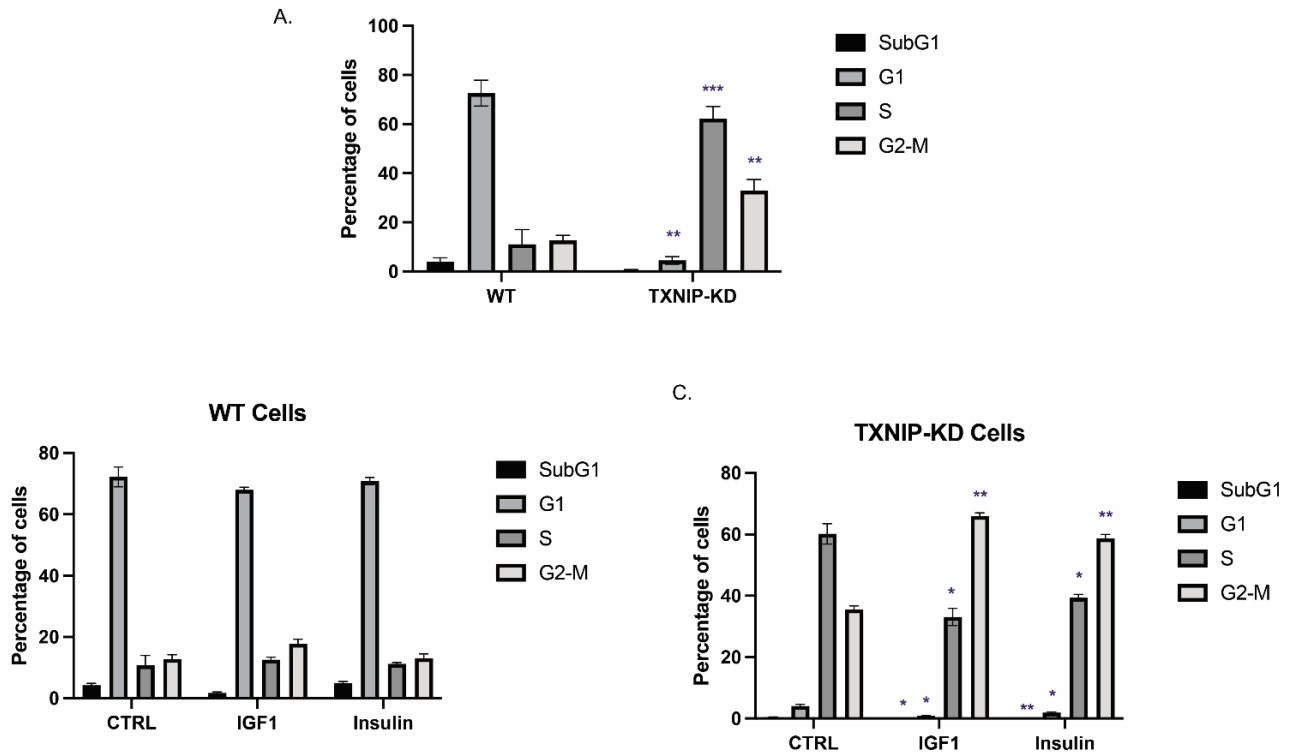 A.
Percentage of cells
100
80
60
40
20
0
***
**
**
WT
TXNIP-KD
SubG1
G1
S
G2-M
WT Cells
Percentage of cells
80
60
40
20
0
CTRL
IGF1
Insulin
SubG1
G1
S
G2-M
C.
TXNIP-KD Cells
Percentage of cells
80
60
40
20
0
*
*
*
**
**
*
*
**
CTRL
IGF1
Insulin
SubG1
G1
S
G2-M